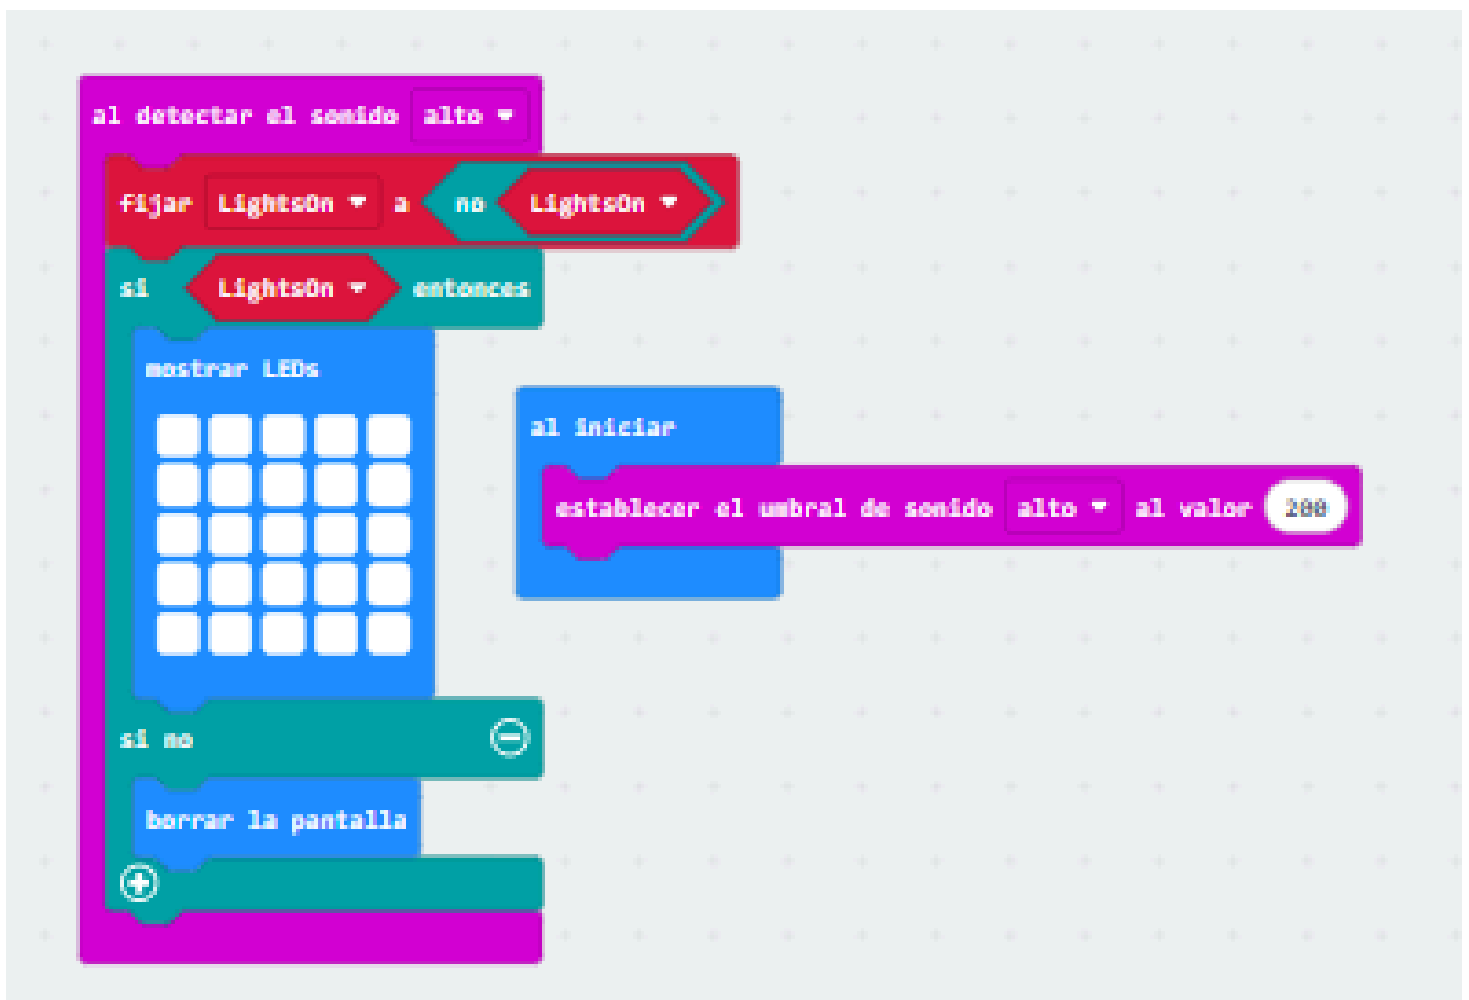 al detectar el sonido alto
fijar LightsOn a no LightsOn
si LightsOn entonces
mostrar LEDs
al iniciar
establecer el umbral de sonido alto al valor 200
si no
borrar la pantalla